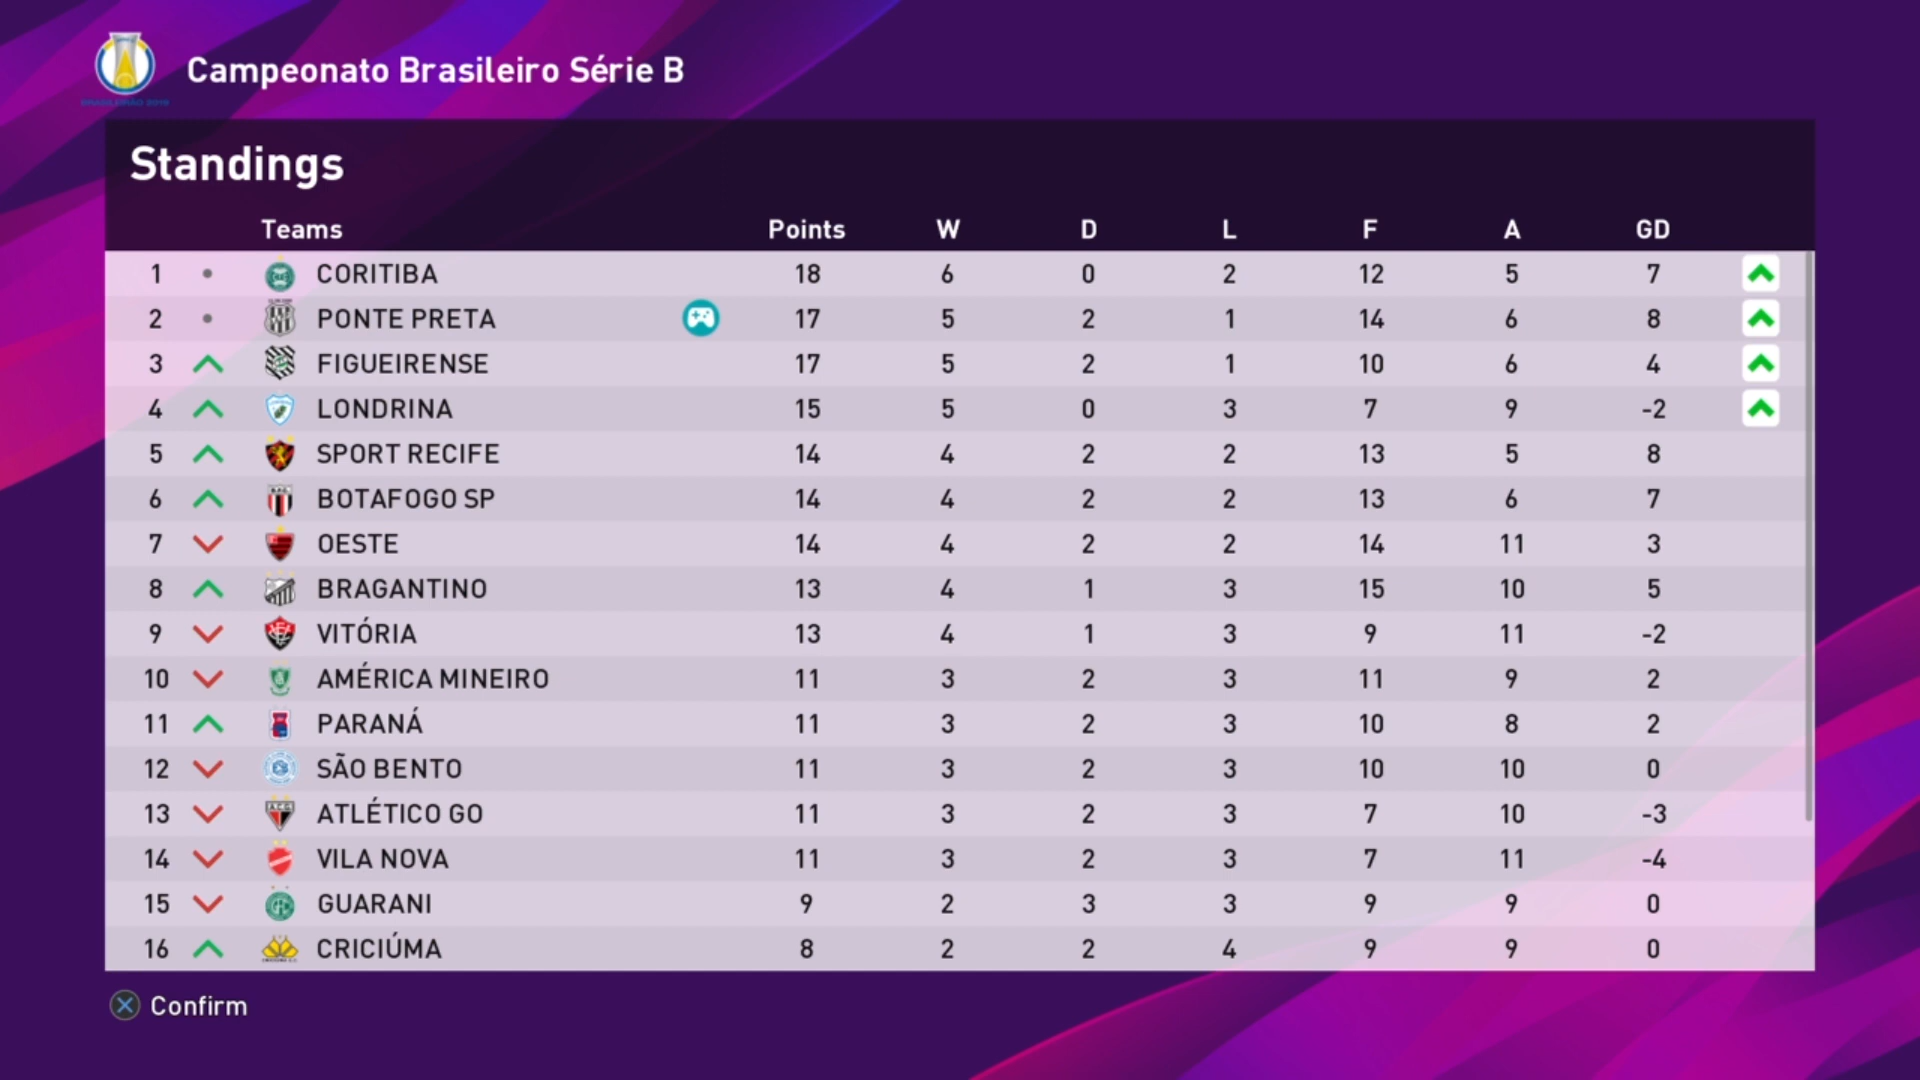 Campeonato Brasileiro Série B
BRASILEIRÃO 2019
Standings
Teams Points W D L F A GD
1 CORITIBA 18 6 0 2 12 5 7
2 PONTE PRETA 17 5 2 1 14 6 8
3 FIGUEIRENSE 17 5 2 1 10 6 4
4 LONDRINA 15 5 0 3 7 9 -2
5 SPORT RECIFE 14 4 2 2 13 5 8
6 BOTAFOGO SP 14 4 2 2 13 6 7
7 OESTE 14 4 2 2 14 11 3
8 BRAGANTINO 13 4 1 3 15 10 5
9 VITÓRIA 13 4 1 3 9 11 -2
10 AMÉRICA MINEIRO 11 3 2 3 11 9 2
11 PARANÁ 11 3 2 3 10 8 2
12 SÃO BENTO 11 3 2 3 10 10 0
13 ATLÉTICO GO 11 3 2 3 7 10 -3
14 VILA NOVA 11 3 2 3 7 11 -4
15 GUARANI 9 2 3 3 9 9 0
16 CRICIÚMA 8 2 2 4 9 9 0
Confirm